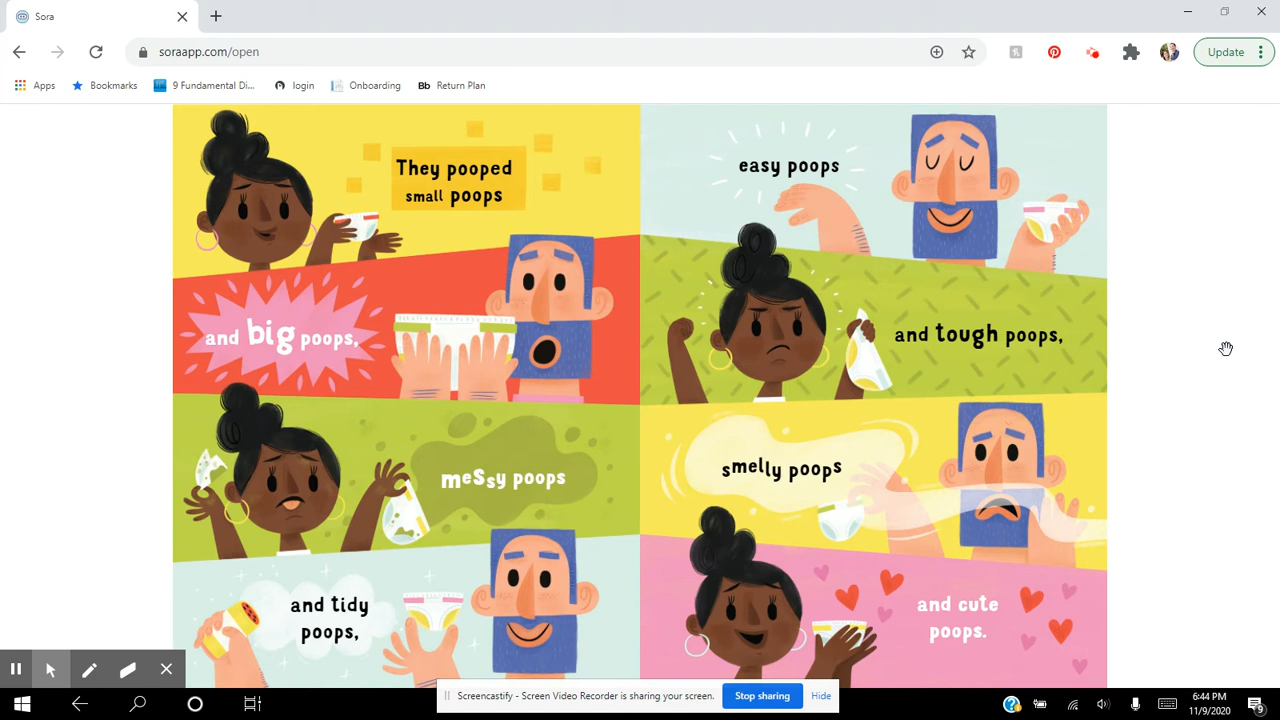 Sora
soraapp.com/open
Update
Apps
Bookmarks
9 Fundamental Di...
login
Onboarding
Bb Return Plan
They pooped
small poops
and big poops,
messy poops
and tidy
poops,
easy poops
and tough poops,
smelly poops
and cute
poops.
Screencastify - Screen Video Recorder is sharing your screen.
Stop sharing
Hide
6:44 PM
11/9/2020
9